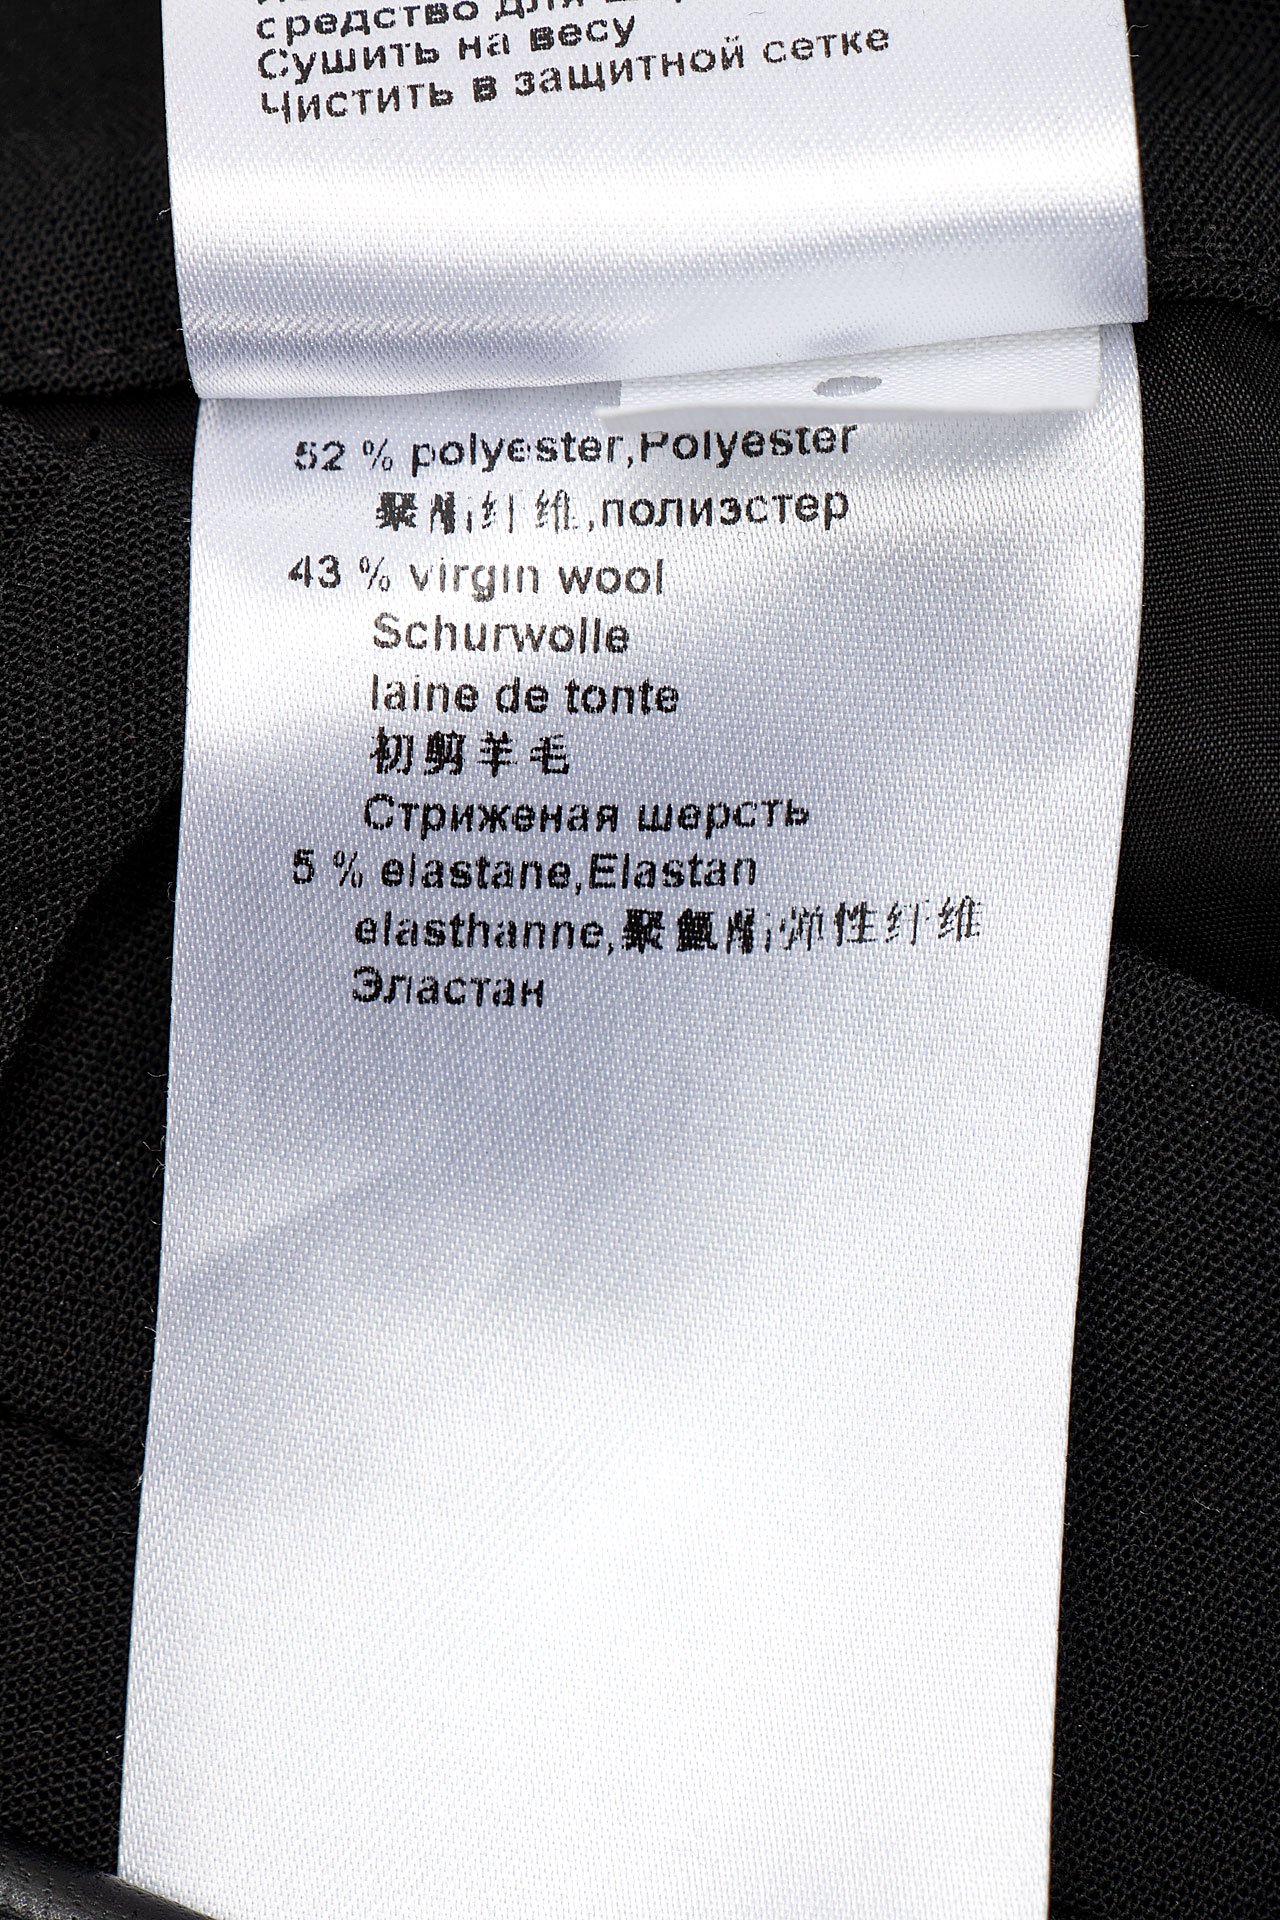 средство для
Сушить на весу
Чистить в защитной сетке
52 % polyester,Polyester
聚酯纤维,полиэстер
43 % virgin wool
Schurwolle
laine de tonte
初剪羊毛
Стриженая шерсть
5 % elastane,Elastan
elasthanne,聚氨酯弹性纤维
Эластан